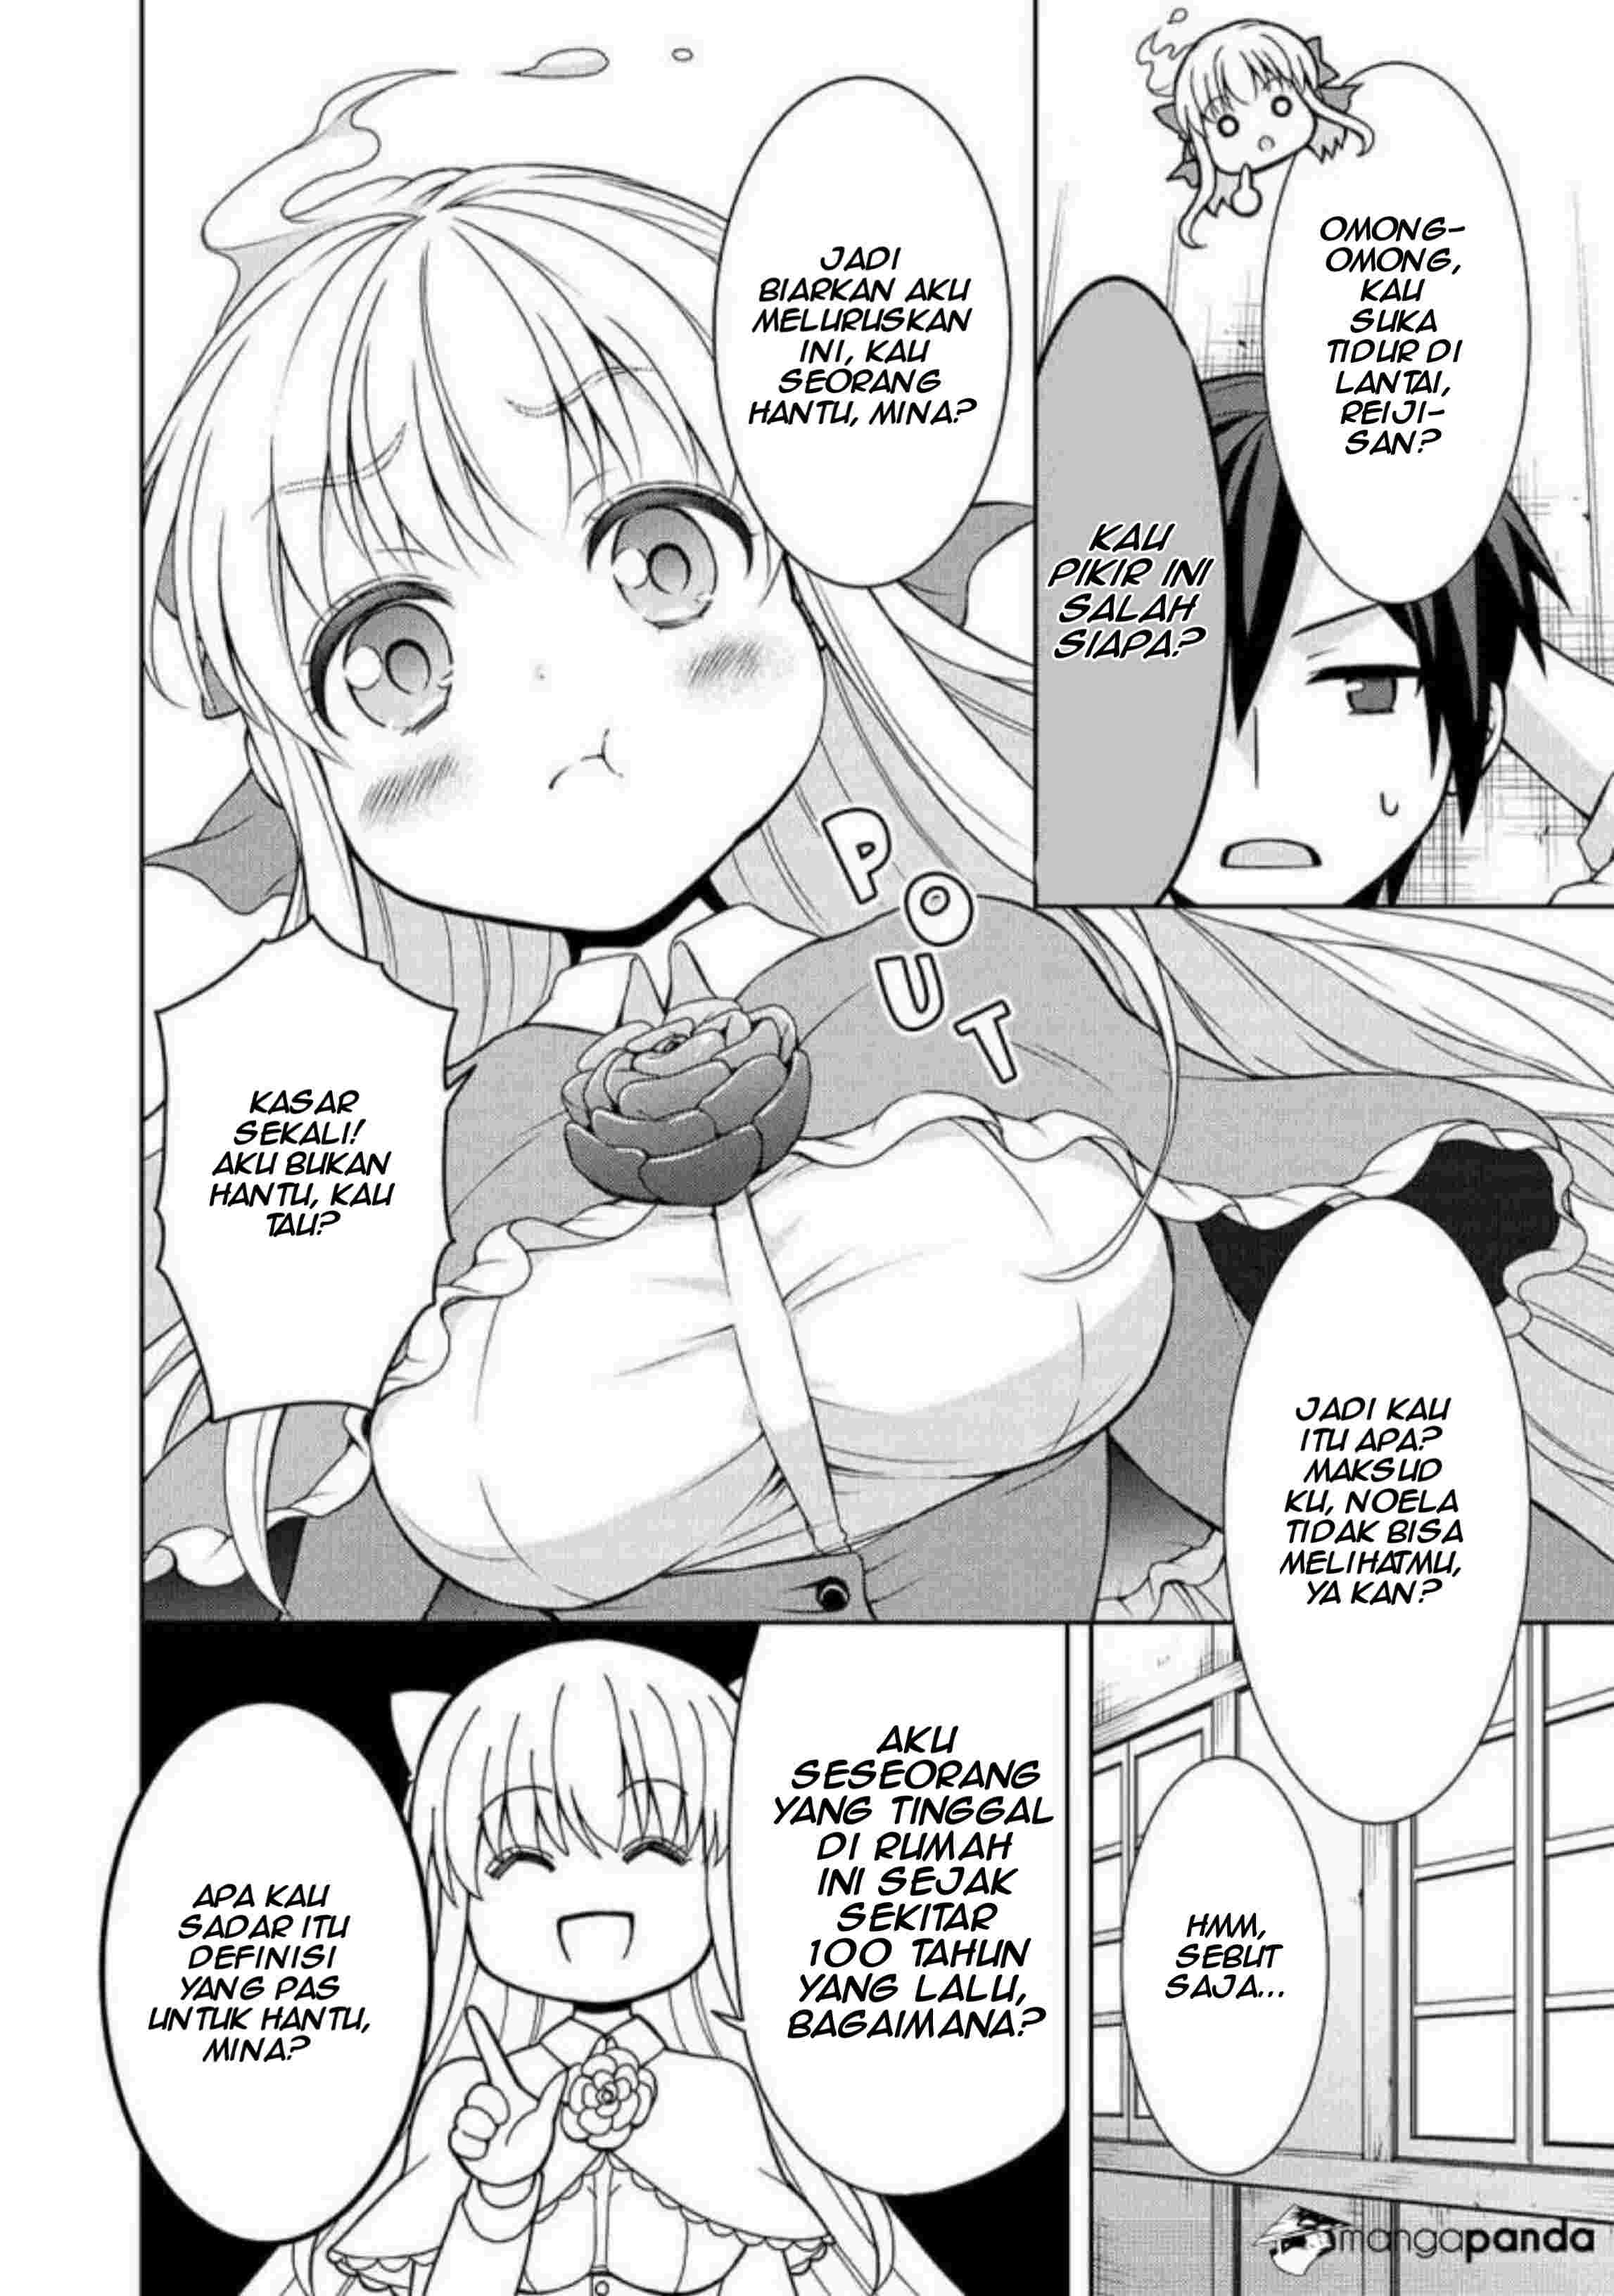 OMONG-
OMONG,
KAU
SUKA
TIDUR DI
LANTAI,
REIJI-
SAN?
KAU
PIKIR INI
SALAH
SIAPA?
JADI
BIARKAN AKU
MELURUSKAN
INI, KAU
SEORANG
HANTU, MINA?
POUT
KASAR
SEKALI!
AKU BUKAN
HANTU, KAU
TAU?
JADI KAU
ITU APA?
MAKSUD
KU, NOELA
TIDAK BISA
MELIHATMU,
YA KAN?
HMM,
SEBUT
SAJA...
AKU
SESEORANG
YANG TINGGAL
DI RUMAH
INI SEJAK
SEKITAR
100 TAHUN
YANG LALU,
BAGAIMANA?
APA KAU
SADAR ITU
DEFINISI
YANG PAS
UNTUK HANTU,
MINA?
mangapanda